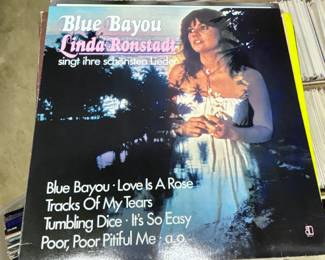 Blue Bayou
Linda Ronstadt
singt ihre schönsten Lieder
Blue Bayou · Love Is A Rose
Tracks Of My Tears
Tumbling Dice · It's So Easy
Poor, Poor Pitiful Me · a.o.